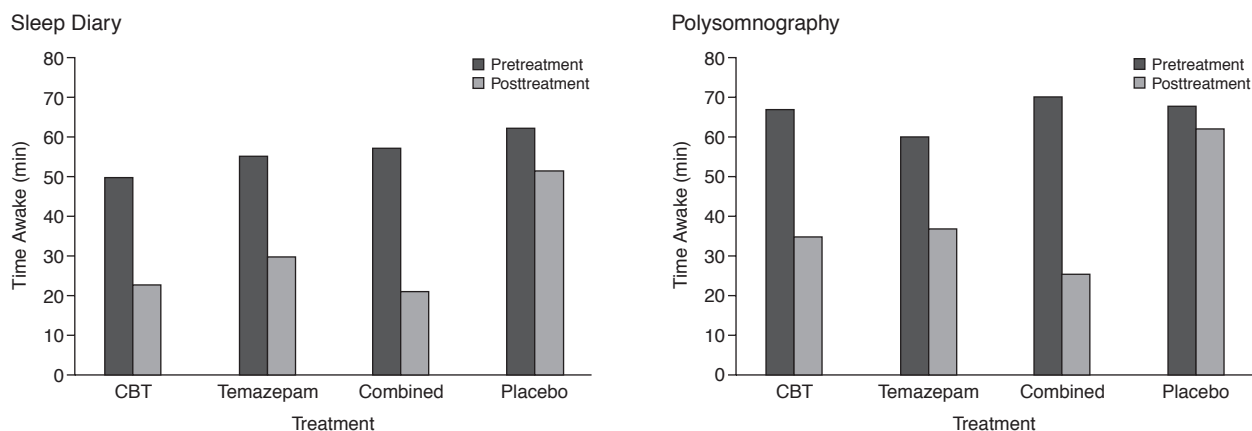 Sleep Diary
80
70
60
50
40
30
20
10
0
Time Awake (min)
Pretreatment
Posttreatment
CBT Temazepam Combined Placebo
Treatment
Polysomnography
80
70
60
50
40
30
20
10
0
Time Awake (min)
Pretreatment
Posttreatment
CBT Temazepam Combined Placebo
Treatment